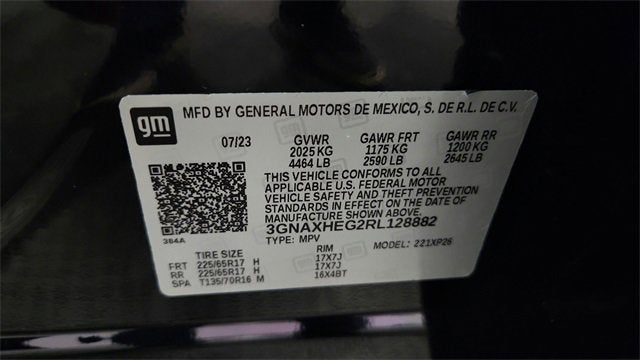 gm MFD BY GENERAL MOTORS DE MEXICO, S. DE R.L. DE C.V.
07/23 GVWR GAWR FRT GAWR RR
2025 KG 1175 KG 1200 KG
4464 LB 2590 LB 2645 LB
THIS VEHICLE CONFORMS TO ALL
APPLICABLE U.S. FEDERAL MOTOR
VEHICLE SAFETY AND THEFT PREVENTION
STANDARDS IN EFFECT ON THE DATE OF
MANUFACTURE SHOWN ABOVE.
3GNAXHEG2RL128882
384A TYPE: MPV MODEL: 221XP26
TIRE SIZE RIM
FRT 225/65R17 H 17X7J
RR 225/65R17 H 17X7J
SPA T135/70R16 M 16X4BT